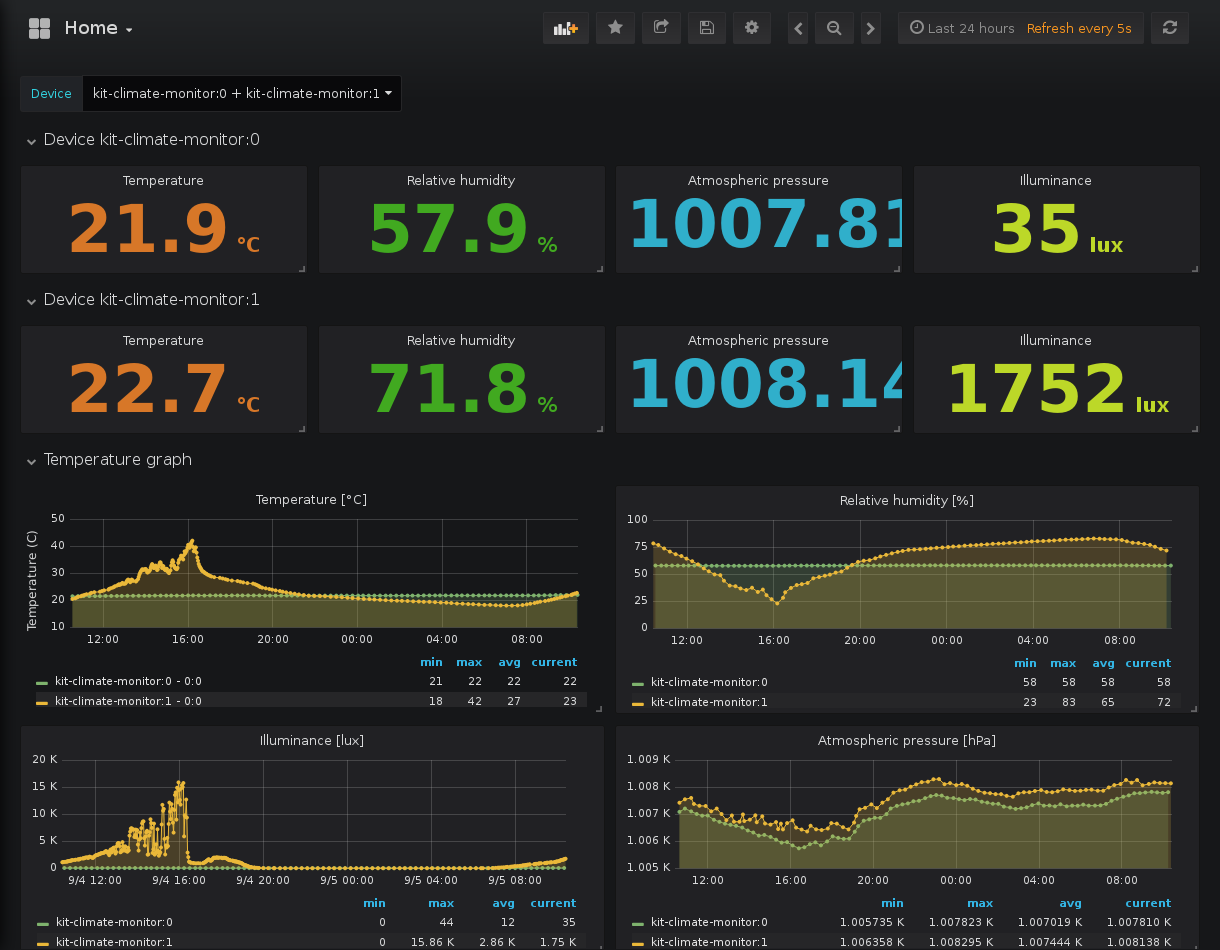 Home
Last 24 hours Refresh every 5s
Device kit-climate-monitor:0 + kit-climate-monitor:1
Device kit-climate-monitor:0
Temperature Relative humidity Atmospheric pressure Illuminance
21.9 °C 57.9 % 1007.81 35 lux
Device kit-climate-monitor:1
Temperature Relative humidity Atmospheric pressure Illuminance
22.7 °C 71.8 % 1008.14 1752 lux
Temperature graph
Temperature [°C]
Temperature (C)
50
40
30
20
10
12:00 16:00 20:00 00:00 04:00 08:00
min max avg current
kit-climate-monitor:0 - 0:0 21 22 22 22
kit-climate-monitor:1 - 0:0 18 42 27 23
Relative humidity [%]
100
75
50
25
0
12:00 16:00 20:00 00:00 04:00 08:00
min max avg current
kit-climate-monitor:0 58 58 58 58
kit-climate-monitor:1 23 83 65 72
Illuminance [lux]
20 K
15 K
10 K
5 K
0
9/4 12:00 9/4 16:00 9/4 20:00 9/5 00:00 9/5 04:00 9/5 08:00
min max avg current
kit-climate-monitor:0 0 44 12 35
kit-climate-monitor:1 0 15.86 K 2.86 K 1.75 K
Atmospheric pressure [hPa]
1.009 K
1.008 K
1.007 K
1.006 K
1.005 K
12:00 16:00 20:00 00:00 04:00 08:00
min max avg current
kit-climate-monitor:0 1.005735 K 1.007823 K 1.007019 K 1.007810 K
kit-climate-monitor:1 1.006358 K 1.008295 K 1.007444 K 1.008138 K